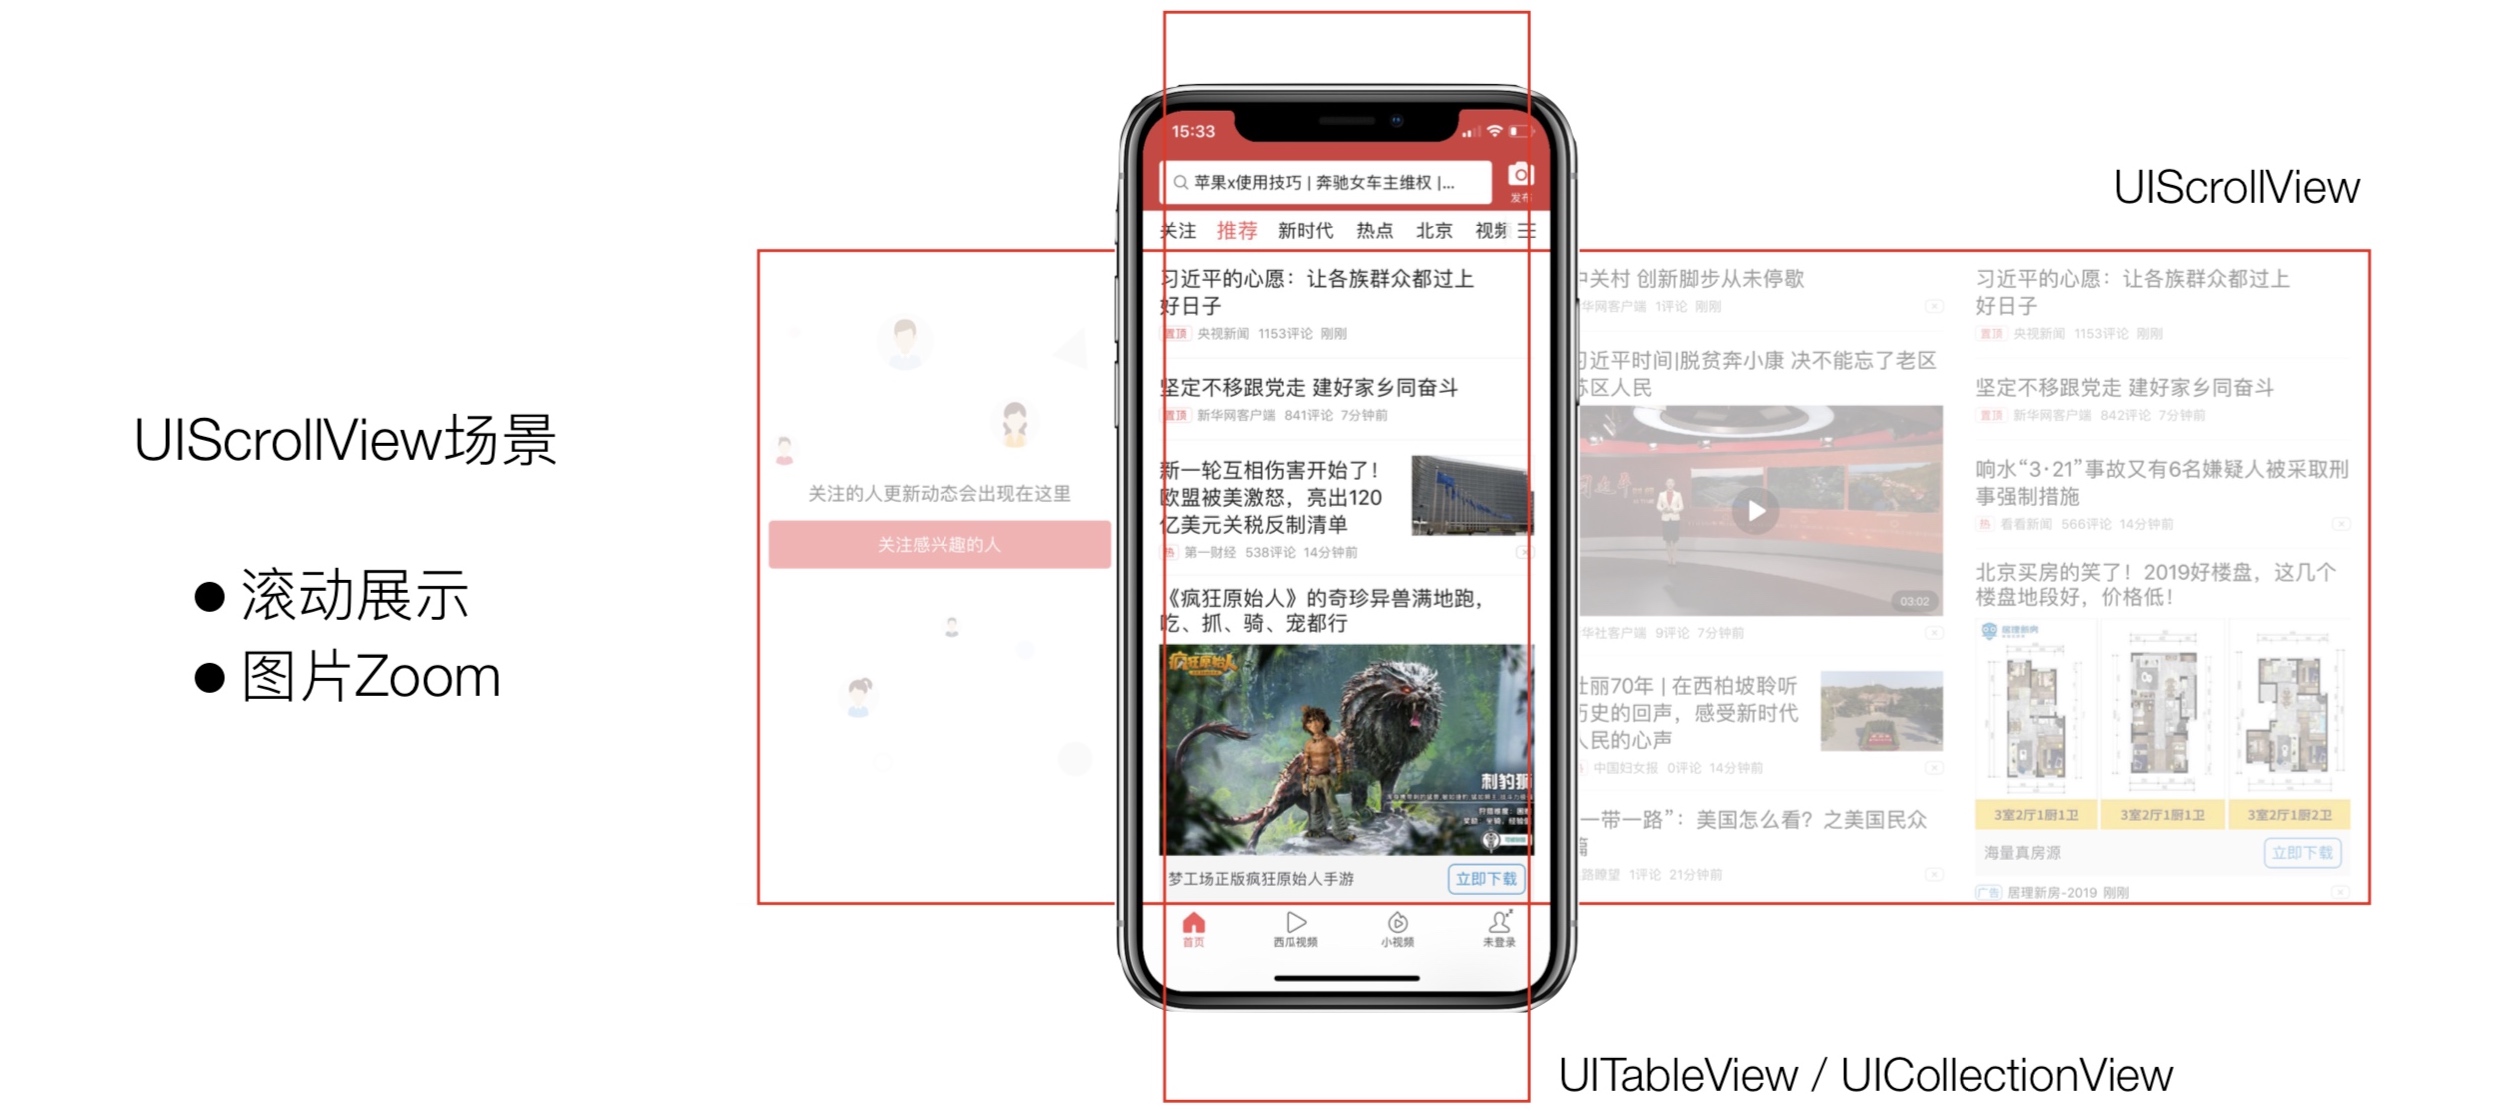 UIScrollView场景
滚动展示
图片Zoom
UIScrollView
UITableView / UICollectionView
关注的人更新动态会出现在这里
关注感兴趣的人
15:33
苹果x使用技巧 | 奔驰女车主维权 |...
发布
关注 推荐 新时代 热点 北京 视频
习近平的心愿：让各族群众都过上
好日子
置顶 央视新闻 1153评论 刚刚
坚定不移跟党走 建好家乡同奋斗
置顶 新华网客户端 841评论 7分钟前
新一轮互相伤害开始了！
欧盟被美激怒，亮出120
亿美元关税反制清单
热 第一财经 538评论 14分钟前
《疯狂原始人》的奇珍异兽满地跑，
吃、抓、骑、宠都行
疯狂原始人
刺豹狮
梦工场正版疯狂原始人手游
立即下载
首页 西瓜视频 小视频 未登录
中关村 创新脚步从未停歇
华网客户端 1评论 刚刚
习近平时间|脱贫奔小康 决不能忘了老区
苏区人民
03:02
华社客户端 9评论 7分钟前
壮丽70年 | 在西柏坡聆听
历史的回声，感受新时代
人民的心声
中国妇女报 0评论 14分钟前
一带一路”：美国怎么看？之美国民众
篇
路瞭望 1评论 21分钟前
习近平的心愿：让各族群众都过上
好日子
置顶 央视新闻 1153评论 刚刚
坚定不移跟党走 建好家乡同奋斗
置顶 新华网客户端 842评论 7分钟前
响水“3·21”事故又有6名嫌疑人被采取刑
事强制措施
热 看看新闻 566评论 14分钟前
北京买房的笑了！2019好楼盘，这几个
楼盘地段好，价格低！
居理新房
3室2厅1厨1卫 3室2厅1厨1卫 3室2厅1厨2卫
海量真房源
立即下载
广告 居理新房-2019 刚刚